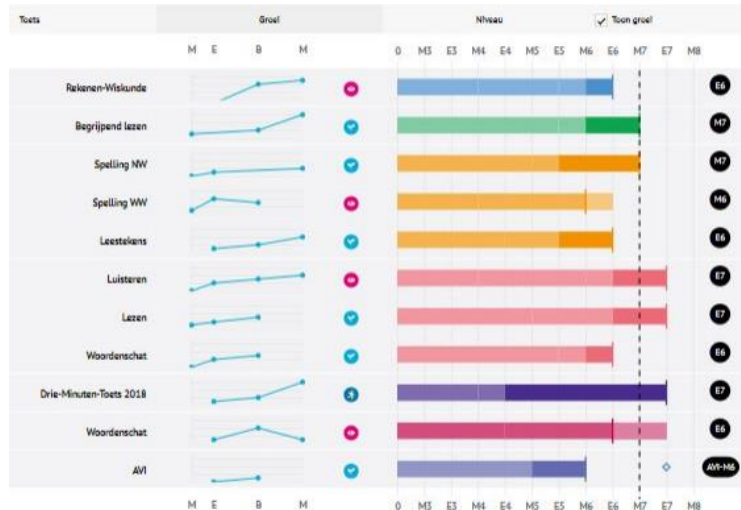 Toets Groei Niveau Toon groei
M E B M 0 M3 E3 M4 E4 M5 E5 M6 E6 M7 E7 M8
Rekenen-Wiskunde E6
Begrijpend lezen M7
Spelling NW M7
Spelling WW M6
Leestekens E6
Luisteren E7
Lezen E7
Woordenschat E6
Drie-Minuten-Toets 2018 E7
Woordenschat E6
AVI AVI-M6
M E B M 0 M3 E3 M4 E4 M5 E5 M6 E6 M7 E7 M8